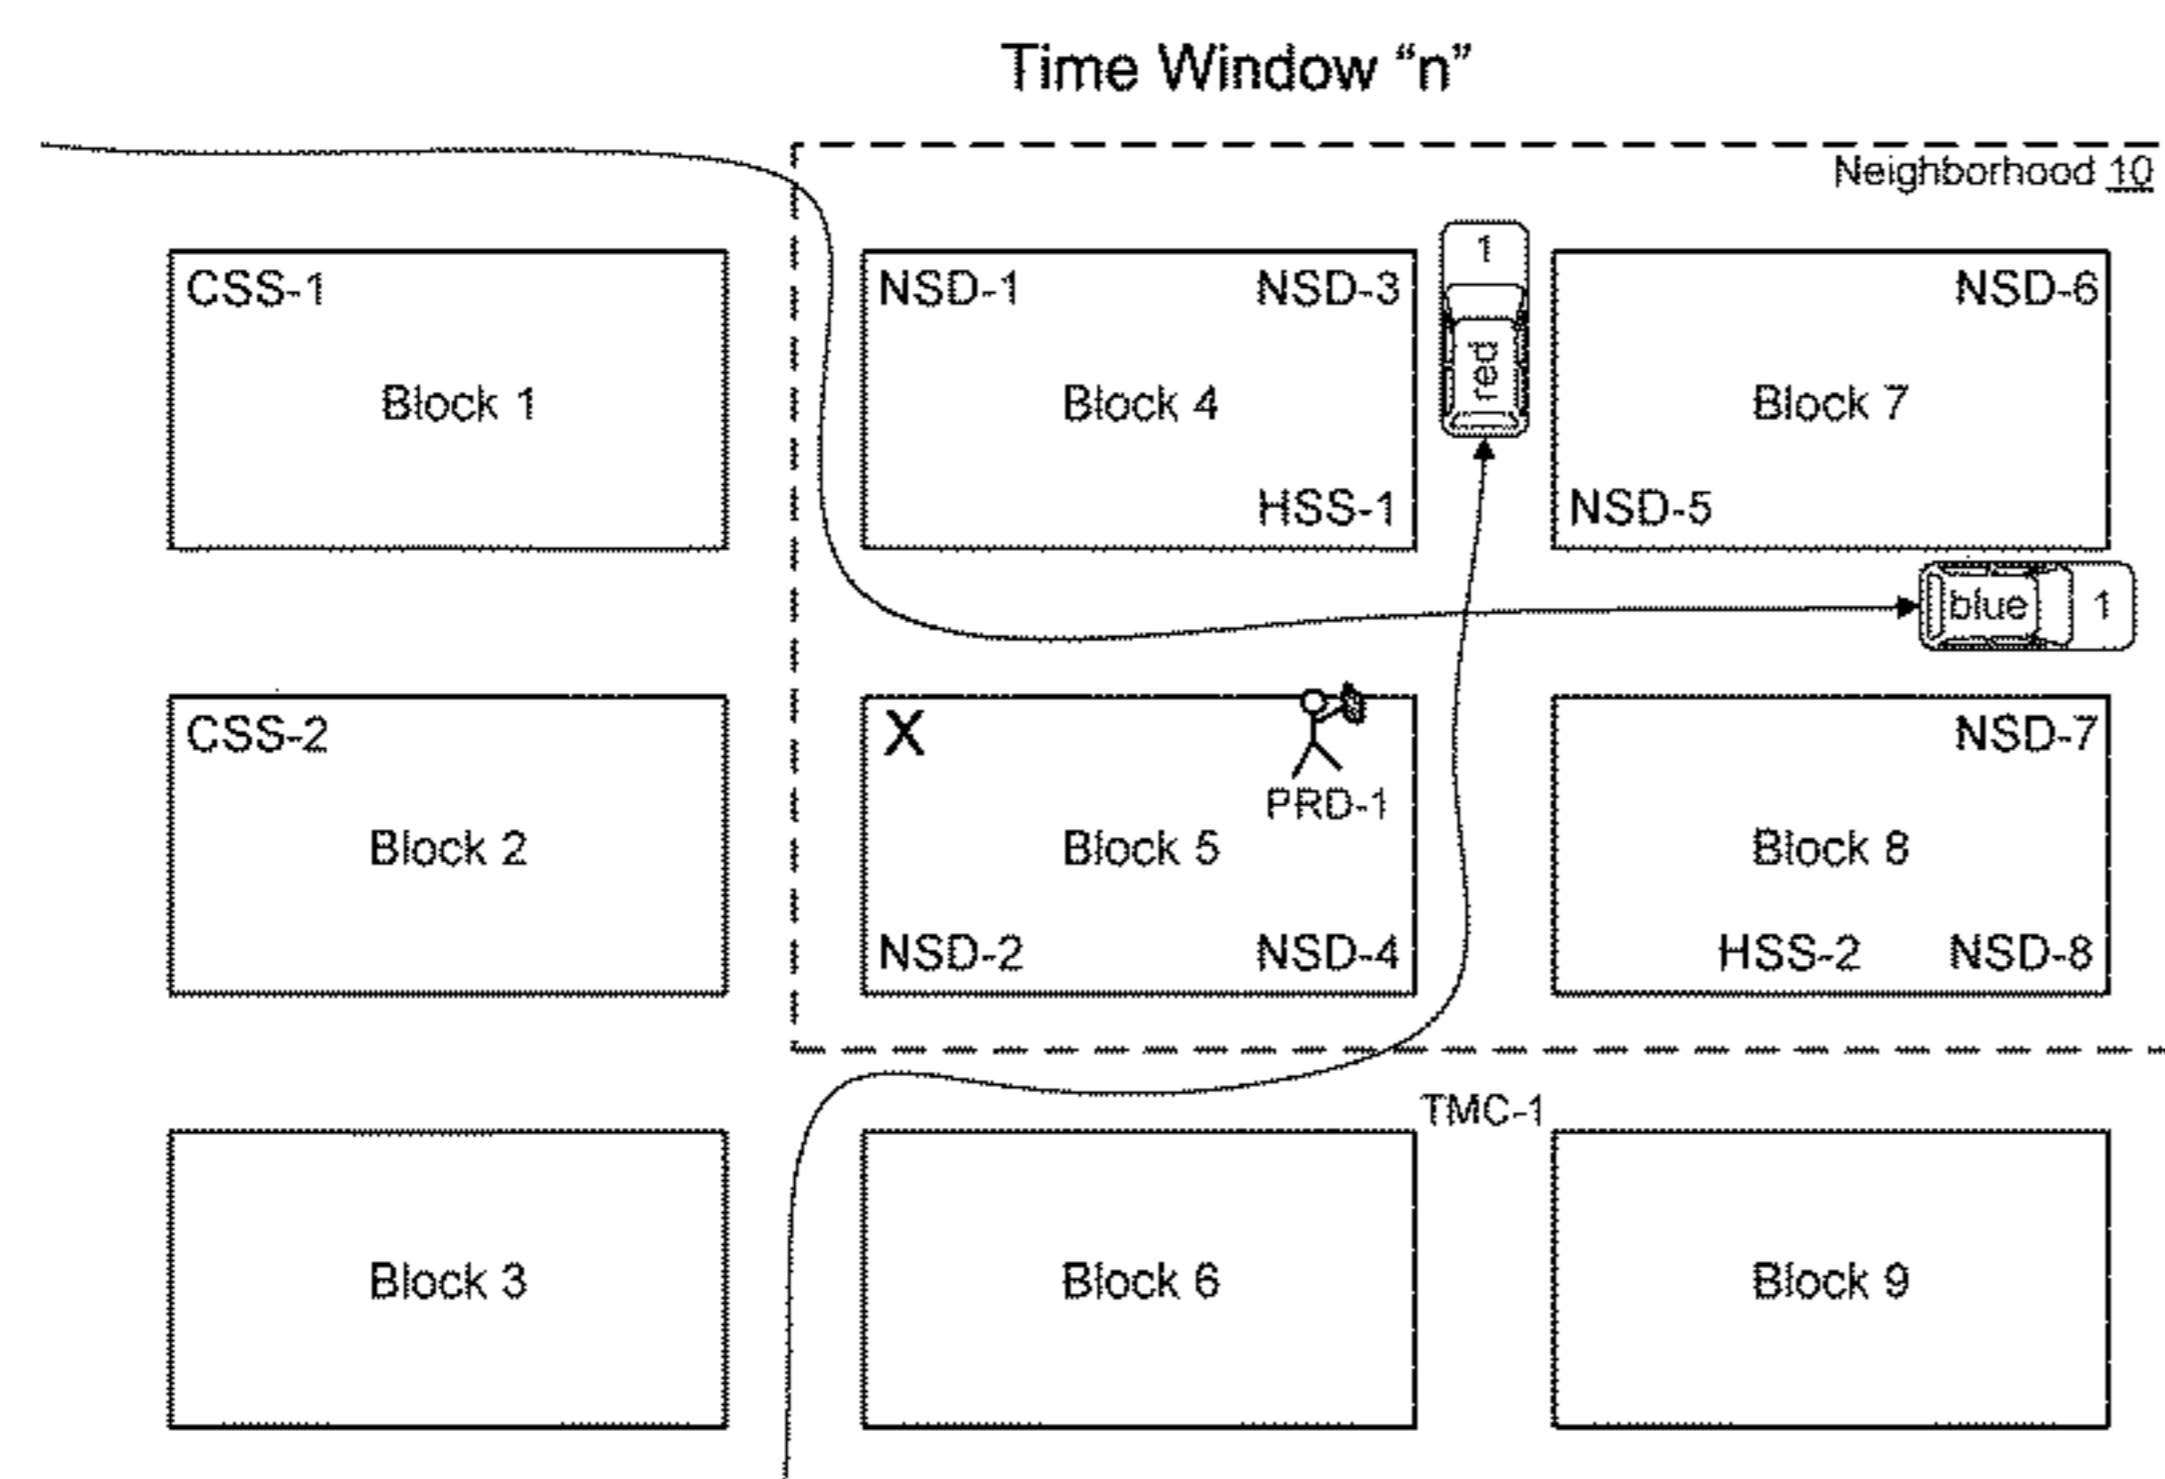 Time Window “n”
Neighborhood 10
CSS-1
NSD-1 NSD-3
1
NSD-6
Block 1
Block 4
red
Block 7
HSS-1
NSD-5
blue 1
CSS-2
X
NSD-7
PRD-1
Block 2
Block 5
Block 8
NSD-2 NSD-4
HSS-2 NSD-8
TMC-1
Block 3
Block 6
Block 9